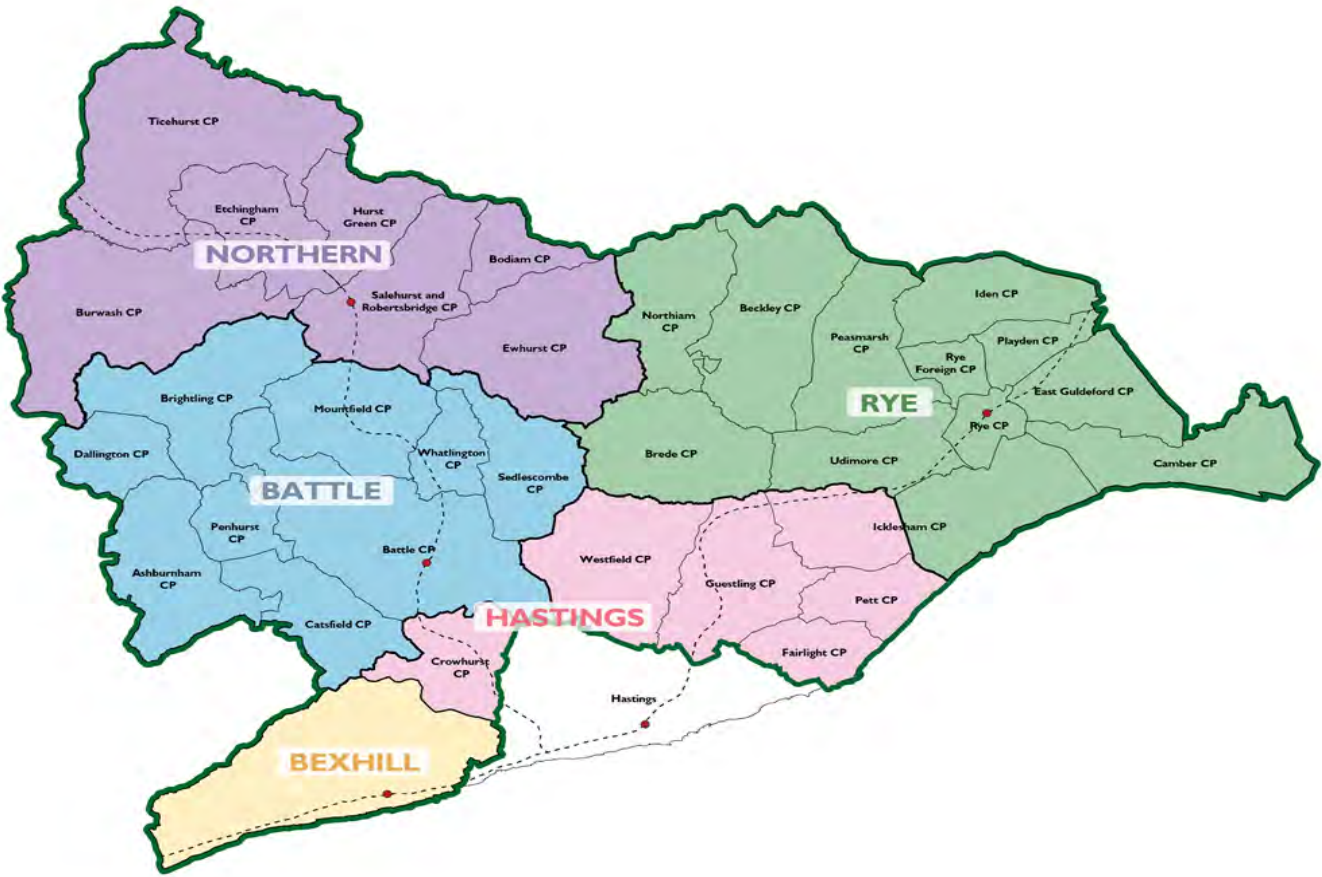 Ticehurst CP
Etchingham
CP
Hurst
Green CP
NORTHERN
Bodiam CP
Burwash CP
Salehurst and
Robertsbridge CP
Ewhurst CP
Northiam
CP
Beckley CP
Peasmarsh
CP
Iden CP
Playden CP
Rye
Foreign CP
East Guldeford CP
RYE
Rye CP
Brede CP
Udimore CP
Camber CP
Brightling CP
Mountfield CP
Dallington CP
Whatlington
CP
Sedlescombe
CP
BATTLE
Penhurst
CP
Battle CP
Ashburnham
CP
Catsfield CP
Icklesham CP
Westfield CP
Guestling CP
Pett CP
HASTINGS
Fairlight CP
Crowhurst
CP
Hastings
BEXHILL